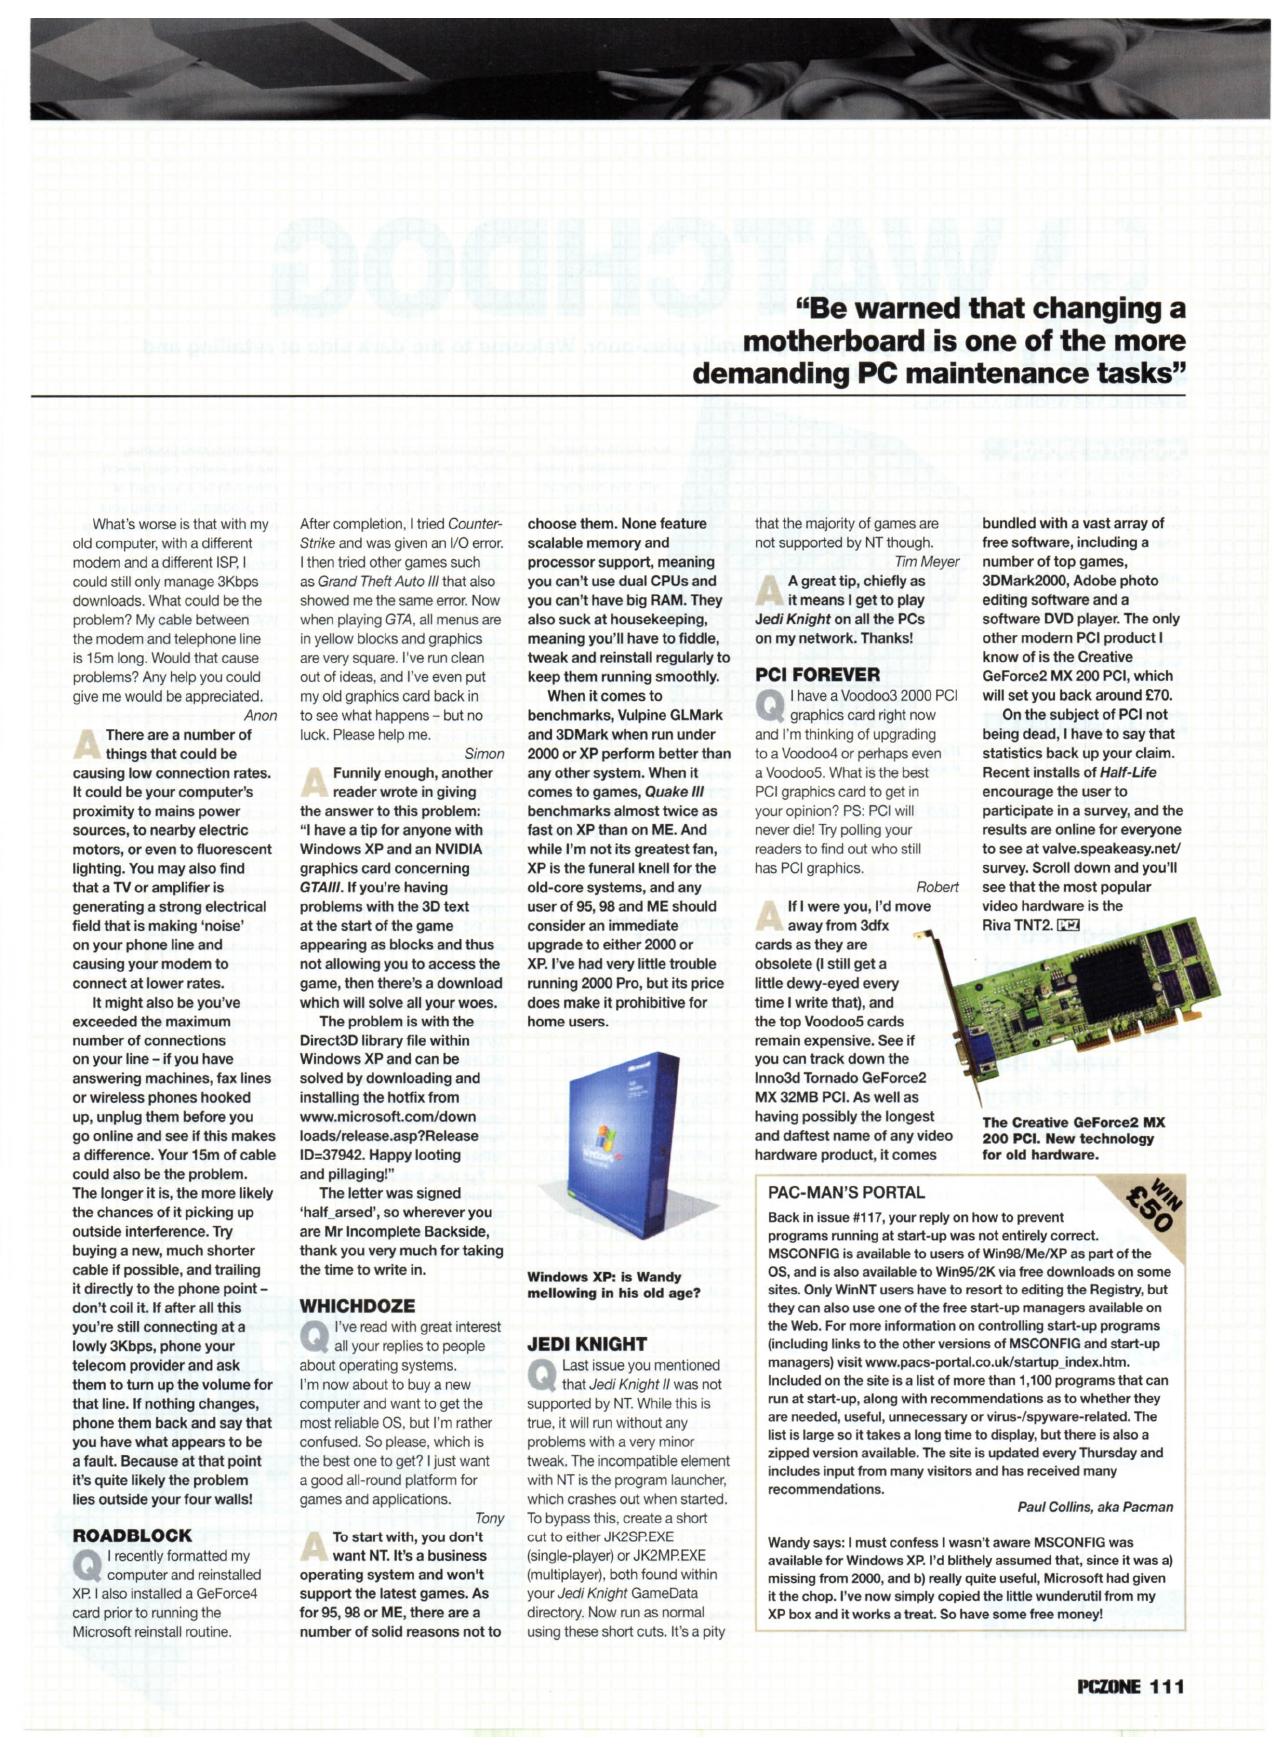 "Be warned that changing a
motherboard is one of the more
demanding PC maintenance tasks"
What's worse is that with my
old computer, with a different
modem and a different ISP, I
could still only manage 3Kbps
downloads. What could be the
problem? My cable between
the modem and telephone line
is 15m long. Would that cause
problems? Any help you could
give me would be appreciated.
Anon
A There are a number of
things that could be
causing low connection rates.
It could be your computer's
proximity to mains power
sources, to nearby electric
motors, or even to fluorescent
lighting. You may also find
that a TV or amplifier is
generating a strong electrical
field that is making 'noise'
on your phone line and
causing your modem to
connect at lower rates.
It might also be you've
exceeded the maximum
number of connections
on your line – if you have
answering machines, fax lines
or wireless phones hooked
up, unplug them before you
go online and see if this makes
a difference. Your 15m of cable
could also be the problem.
The longer it is, the more likely
the chances of it picking up
outside interference. Try
buying a new, much shorter
cable if possible, and trailing
it directly to the phone point –
don't coil it. If after all this
you're still connecting at a
lowly 3Kbps, phone your
telecom provider and ask
them to turn up the volume for
that line. If nothing changes,
phone them back and say that
you have what appears to be
a fault. Because at that point
it's quite likely the problem
lies outside your four walls!
ROADBLOCK
Q I recently formatted my
computer and reinstalled
XP. I also installed a GeForce4
card prior to running the
Microsoft reinstall routine.
After completion, I tried Counter-
Strike and was given an I/O error.
I then tried other games such
as Grand Theft Auto III that also
showed me the same error. Now
when playing GTA, all menus are
in yellow blocks and graphics
are very square. I've run clean
out of ideas, and I've even put
my old graphics card back in
to see what happens – but no
luck. Please help me.
Simon
A Funnily enough, another
reader wrote in giving
the answer to this problem:
"I have a tip for anyone with
Windows XP and an NVIDIA
graphics card concerning
GTAIII. If you're having
problems with the 3D text
at the start of the game
appearing as blocks and thus
not allowing you to access the
game, then there's a download
which will solve all your woes.
The problem is with the
Direct3D library file within
Windows XP and can be
solved by downloading and
installing the hotfix from
www.microsoft.com/down
loads/release.asp?Release
ID=37942. Happy looting
and pillaging!"
The letter was signed
'half_arsed', so wherever you
are Mr Incomplete Backside,
thank you very much for taking
the time to write in.
WHICHDOZE
Q I've read with great interest
all your replies to people
about operating systems.
I'm now about to buy a new
computer and want to get the
most reliable OS, but I'm rather
confused. So please, which is
the best one to get? I just want
a good all-round platform for
games and applications.
Tony
A To start with, you don't
want NT. It's a business
operating system and won't
support the latest games. As
for 95, 98 or ME, there are a
number of solid reasons not to
choose them. None feature
scalable memory and
processor support, meaning
you can't use dual CPUs and
you can't have big RAM. They
also suck at housekeeping,
meaning you'll have to fiddle,
tweak and reinstall regularly to
keep them running smoothly.
When it comes to
benchmarks, Vulpine GLMark
and 3DMark when run under
2000 or XP perform better than
any other system. When it
comes to games, Quake III
benchmarks almost twice as
fast on XP than on ME. And
while I'm not its greatest fan,
XP is the funeral knell for the
old-core systems, and any
user of 95, 98 and ME should
consider an immediate
upgrade to either 2000 or
XP. I've had very little trouble
running 2000 Pro, but its price
does make it prohibitive for
home users.
Microsoft
Windows xp
Windows XP: is Wandy
mellowing in his old age?
JEDI KNIGHT
Q Last issue you mentioned
that Jedi Knight II was not
supported by NT. While this is
true, it will run without any
problems with a very minor
tweak. The incompatible element
with NT is the program launcher,
which crashes out when started.
To bypass this, create a short
cut to either JK2SP.EXE
(single-player) or JK2MP.EXE
(multiplayer), both found within
your Jedi Knight GameData
directory. Now run as normal
using these short cuts. It's a pity
that the majority of games are
not supported by NT though.
Tim Meyer
A A great tip, chiefly as
it means I get to play
Jedi Knight on all the PCs
on my network. Thanks!
PCI FOREVER
Q I have a Voodoo3 2000 PCI
graphics card right now
and I'm thinking of upgrading
to a Voodoo4 or perhaps even
a Voodoo5. What is the best
PCI graphics card to get in
your opinion? PS: PCI will
never die! Try polling your
readers to find out who still
has PCI graphics.
Robert
A If I were you, I'd move
away from 3dfx
cards as they are
obsolete (I still get a
little dewy-eyed every
time I write that), and
the top Voodoo5 cards
remain expensive. See if
you can track down the
Inno3d Tornado GeForce2
MX 32MB PCI. As well as
having possibly the longest
and daftest name of any video
hardware product, it comes
bundled with a vast array of
free software, including a
number of top games,
3DMark2000, Adobe photo
editing software and a
software DVD player. The only
other modern PCI product I
know of is the Creative
GeForce2 MX 200 PCI, which
will set you back around £70.
On the subject of PCI not
being dead, I have to say that
statistics back up your claim.
Recent installs of Half-Life
encourage the user to
participate in a survey, and the
results are online for everyone
to see at valve.speakeasy.net/
survey. Scroll down and you'll
see that the most popular
video hardware is the
Riva TNT2. PCZ
The Creative GeForce2 MX
200 PCI. New technology
for old hardware.
PAC-MAN'S PORTAL
WIN
£50
Back in issue #117, your reply on how to prevent
programs running at start-up was not entirely correct.
MSCONFIG is available to users of Win98/Me/XP as part of the
OS, and is also available to Win95/2K via free downloads on some
sites. Only WinNT users have to resort to editing the Registry, but
they can also use one of the free start-up managers available on
the Web. For more information on controlling start-up programs
(including links to the other versions of MSCONFIG and start-up
managers) visit www.pacs-portal.co.uk/startup_index.htm.
Included on the site is a list of more than 1,100 programs that can
run at start-up, along with recommendations as to whether they
are needed, useful, unnecessary or virus-/spyware-related. The
list is large so it takes a long time to display, but there is also a
zipped version available. The site is updated every Thursday and
includes input from many visitors and has received many
recommendations.
Paul Collins, aka Pacman
Wandy says: I must confess I wasn't aware MSCONFIG was
available for Windows XP. I'd blithely assumed that, since it was a)
missing from 2000, and b) really quite useful, Microsoft had given
it the chop. I've now simply copied the little wunderutil from my
XP box and it works a treat. So have some free money!
PCZONE 111